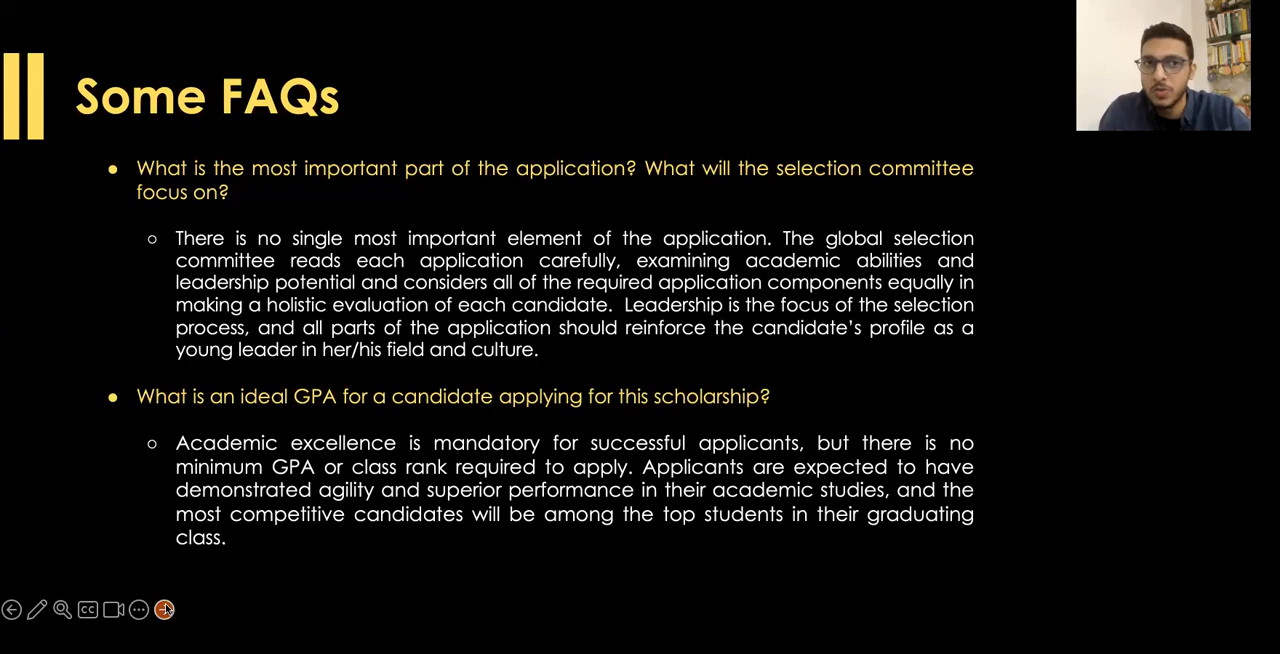 Some FAQs
What is the most important part of the application? What will the selection committee
focus on?
There is no single most important element of the application. The global selection
committee reads each application carefully, examining academic abilities and
leadership potential and considers all of the required application components equally in
making a holistic evaluation of each candidate. Leadership is the focus of the selection
process, and all parts of the application should reinforce the candidate's profile as a
young leader in her/his field and culture.
What is an ideal GPA for a candidate applying for this scholarship?
Academic excellence is mandatory for successful applicants, but there is no
minimum GPA or class rank required to apply. Applicants are expected to have
demonstrated agility and superior performance in their academic studies, and the
most competitive candidates will be among the top students in their graduating
class.
CC